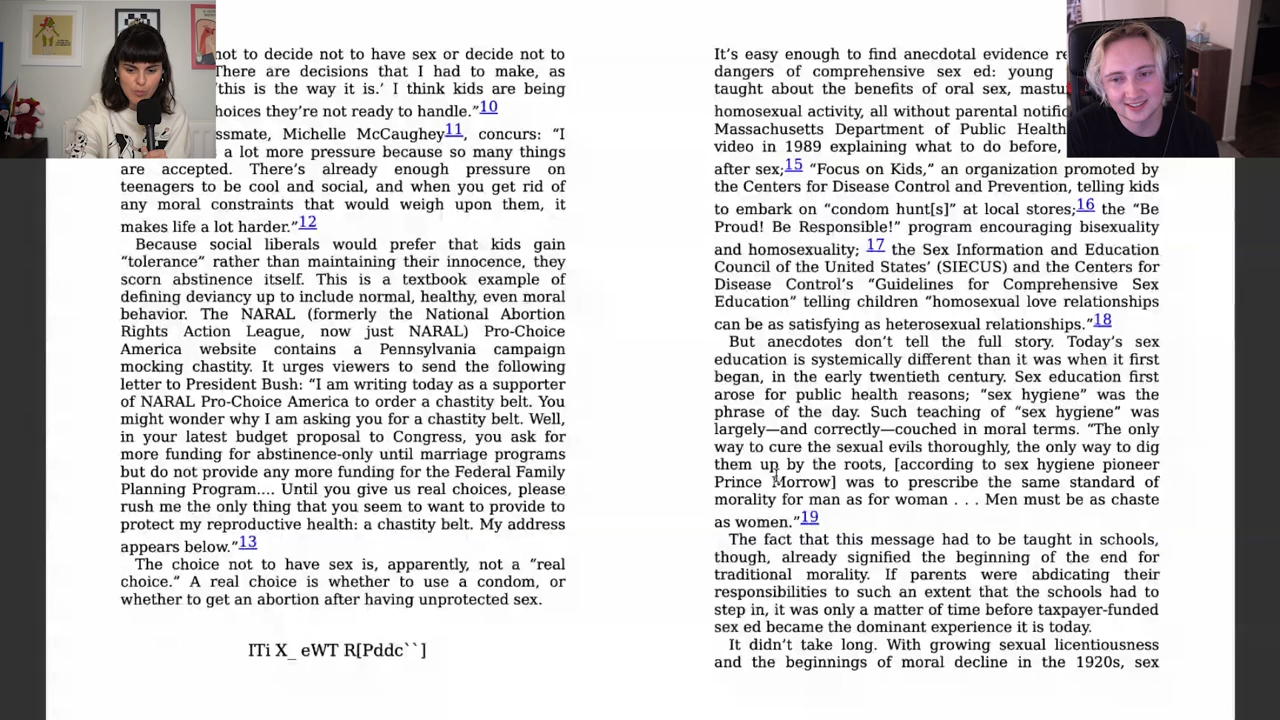 not to decide not to have sex or decide not to
There are decisions that I had to make, as
‘this is the way it is.’ I think kids are being
hoices they’re not ready to handle.”10
ssmate, Michelle McCaughey11, concurs: “I
a lot more pressure because so many things
are accepted. There’s already enough pressure on
teenagers to be cool and social, and when you get rid of
any moral constraints that would weigh upon them, it
makes life a lot harder.”12
Because social liberals would prefer that kids gain
“tolerance” rather than maintaining their innocence, they
scorn abstinence itself. This is a textbook example of
defining deviancy up to include normal, healthy, even moral
behavior. The NARAL (formerly the National Abortion
Rights Action League, now just NARAL) Pro-Choice
America website contains a Pennsylvania campaign
mocking chastity. It urges viewers to send the following
letter to President Bush: “I am writing today as a supporter
of NARAL Pro-Choice America to order a chastity belt. You
might wonder why I am asking you for a chastity belt. Well,
in your latest budget proposal to Congress, you ask for
more funding for abstinence-only until marriage programs
but do not provide any more funding for the Federal Family
Planning Program.... Until you give us real choices, please
rush me the only thing that you seem to want to provide to
protect my reproductive health: a chastity belt. My address
appears below.”13
The choice not to have sex is, apparently, not a “real
choice.” A real choice is whether to use a condom, or
whether to get an abortion after having unprotected sex.
ITi X_ eWT R[Pddc``]
It’s easy enough to find anecdotal evidence re
dangers of comprehensive sex ed: young
taught about the benefits of oral sex, mastu
homosexual activity, all without parental notific
Massachusetts Department of Public Health
video in 1989 explaining what to do before,
after sex;15 “Focus on Kids,” an organization promoted by
the Centers for Disease Control and Prevention, telling kids
to embark on “condom hunt[s]” at local stores;16 the “Be
Proud! Be Responsible!” program encouraging bisexuality
and homosexuality; 17 the Sex Information and Education
Council of the United States’ (SIECUS) and the Centers for
Disease Control’s “Guidelines for Comprehensive Sex
Education” telling children “homosexual love relationships
can be as satisfying as heterosexual relationships.”18
But anecdotes don’t tell the full story. Today’s sex
education is systemically different than it was when it first
began, in the early twentieth century. Sex education first
arose for public health reasons; “sex hygiene” was the
phrase of the day. Such teaching of “sex hygiene” was
largely—and correctly—couched in moral terms. “The only
way to cure the sexual evils thoroughly, the only way to dig
them up by the roots, [according to sex hygiene pioneer
Prince Morrow] was to prescribe the same standard of
morality for man as for woman . . . Men must be as chaste
as women.”19
The fact that this message had to be taught in schools,
though, already signified the beginning of the end for
traditional morality. If parents were abdicating their
responsibilities to such an extent that the schools had to
step in, it was only a matter of time before taxpayer-funded
sex ed became the dominant experience it is today.
It didn’t take long. With growing sexual licentiousness
and the beginnings of moral decline in the 1920s, sex